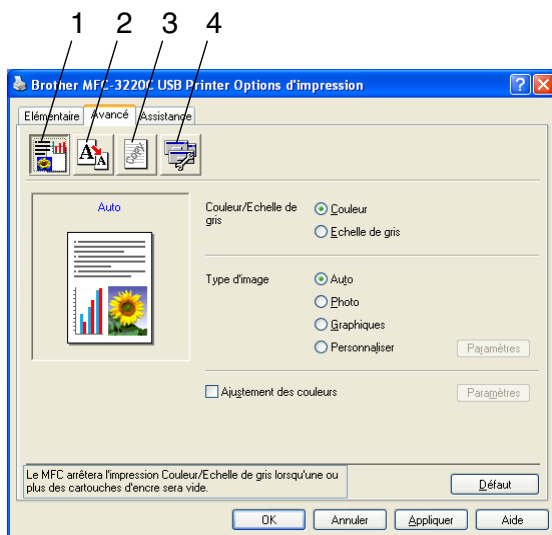 1 2 3 4
Brother MFC-3220C USB Printer Options d'impression
Elémentaire Avancé Assistance
A A
copy
Auto
Couleur/Echelle de gris
Couleur
Echelle de gris
Type d'image
Auto
Photo
Graphiques
Personnaliser
Paramètres
Ajustement des couleurs
Paramètres
Le MFC arrêtera l'impression Couleur/Echelle de gris lorsqu'une ou
plus des cartouches d'encre sera vide.
Défaut
OK Annuler Appliquer Aide